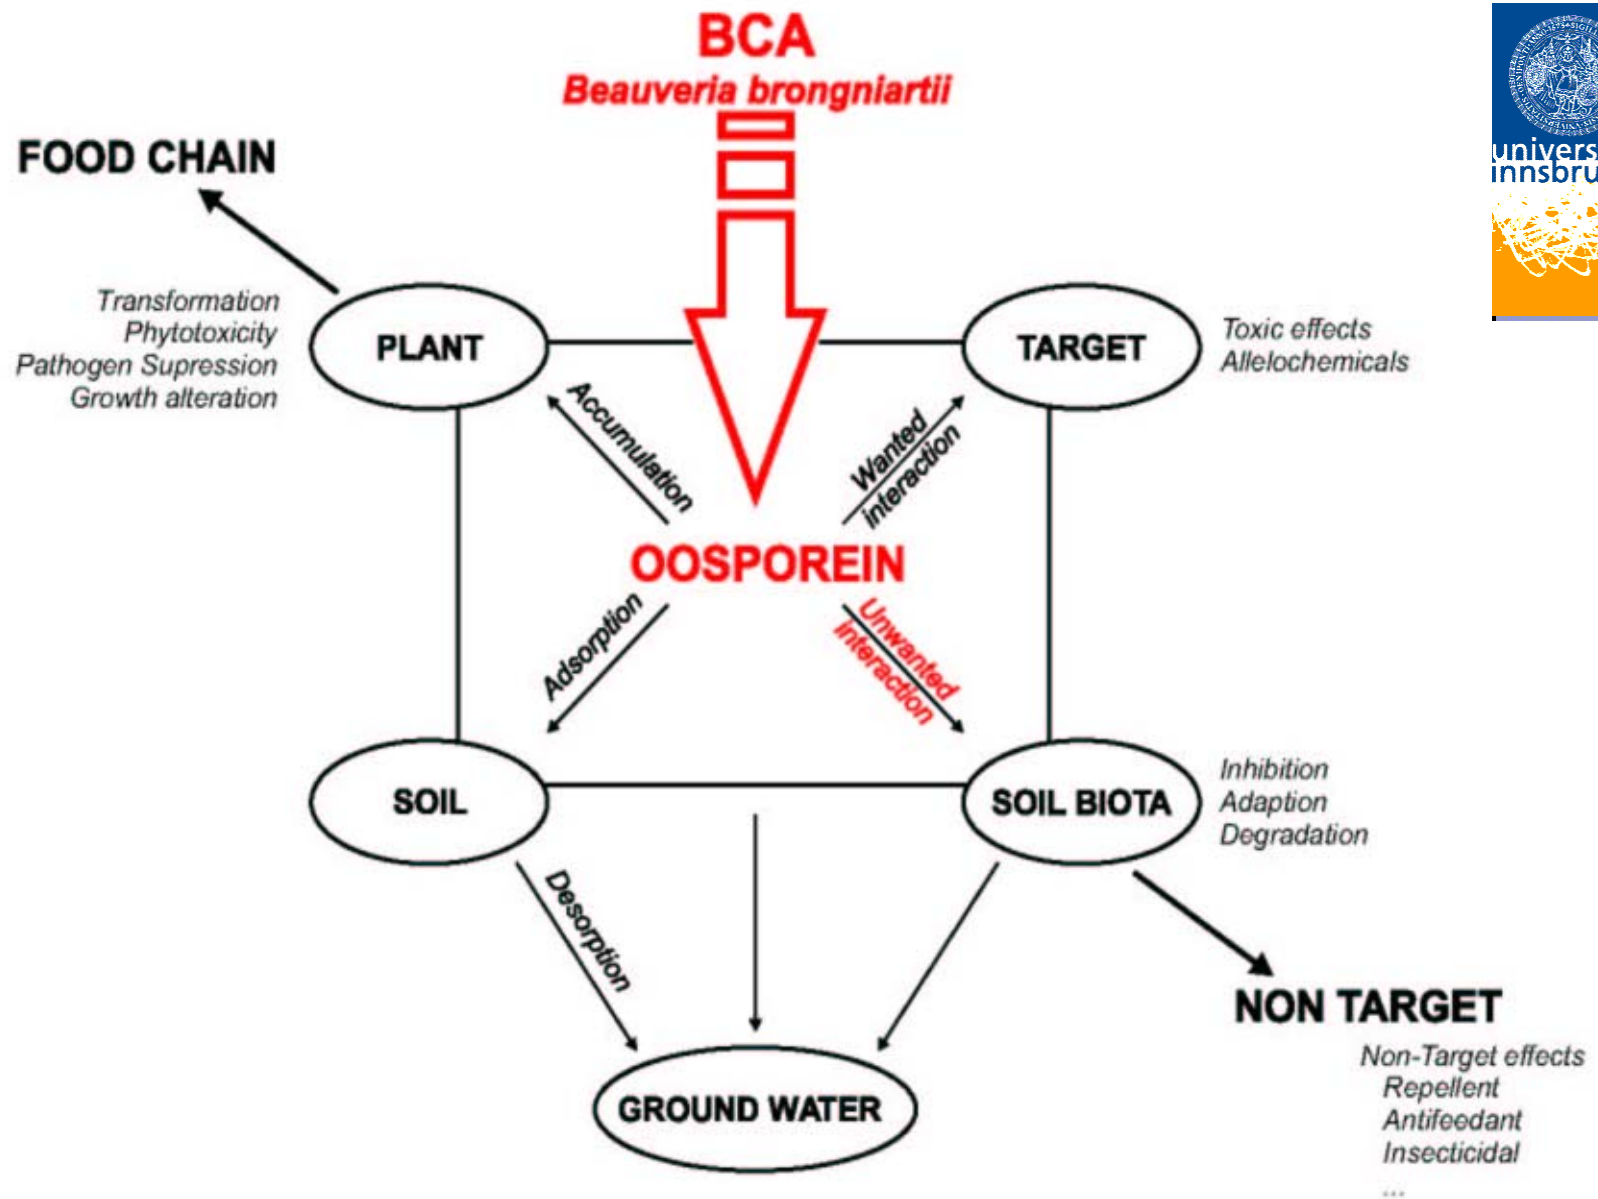 BCA
Beauveria brongniartii
FOOD CHAIN
Transformation
Phytotoxicity
Pathogen Supression
Growth alteration
PLANT
TARGET
Toxic effects
Allelochemicals
Accumulation
Wanted
interaction
OOSPOREIN
Adsorption
Unwanted
interaction
SOIL
SOIL BIOTA
Inhibition
Adaption
Degradation
Desorption
GROUND WATER
NON TARGET
Non-Target effects
Repellent
Antifeedant
Insecticidal
...
univers
innsbru